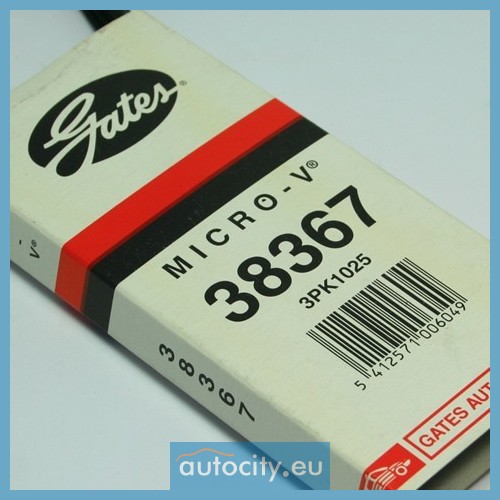 Gates®
MICRO-V®
38367
3PK1025
5 412571 006049
GATES AUT
V®
38367
autocity.eu